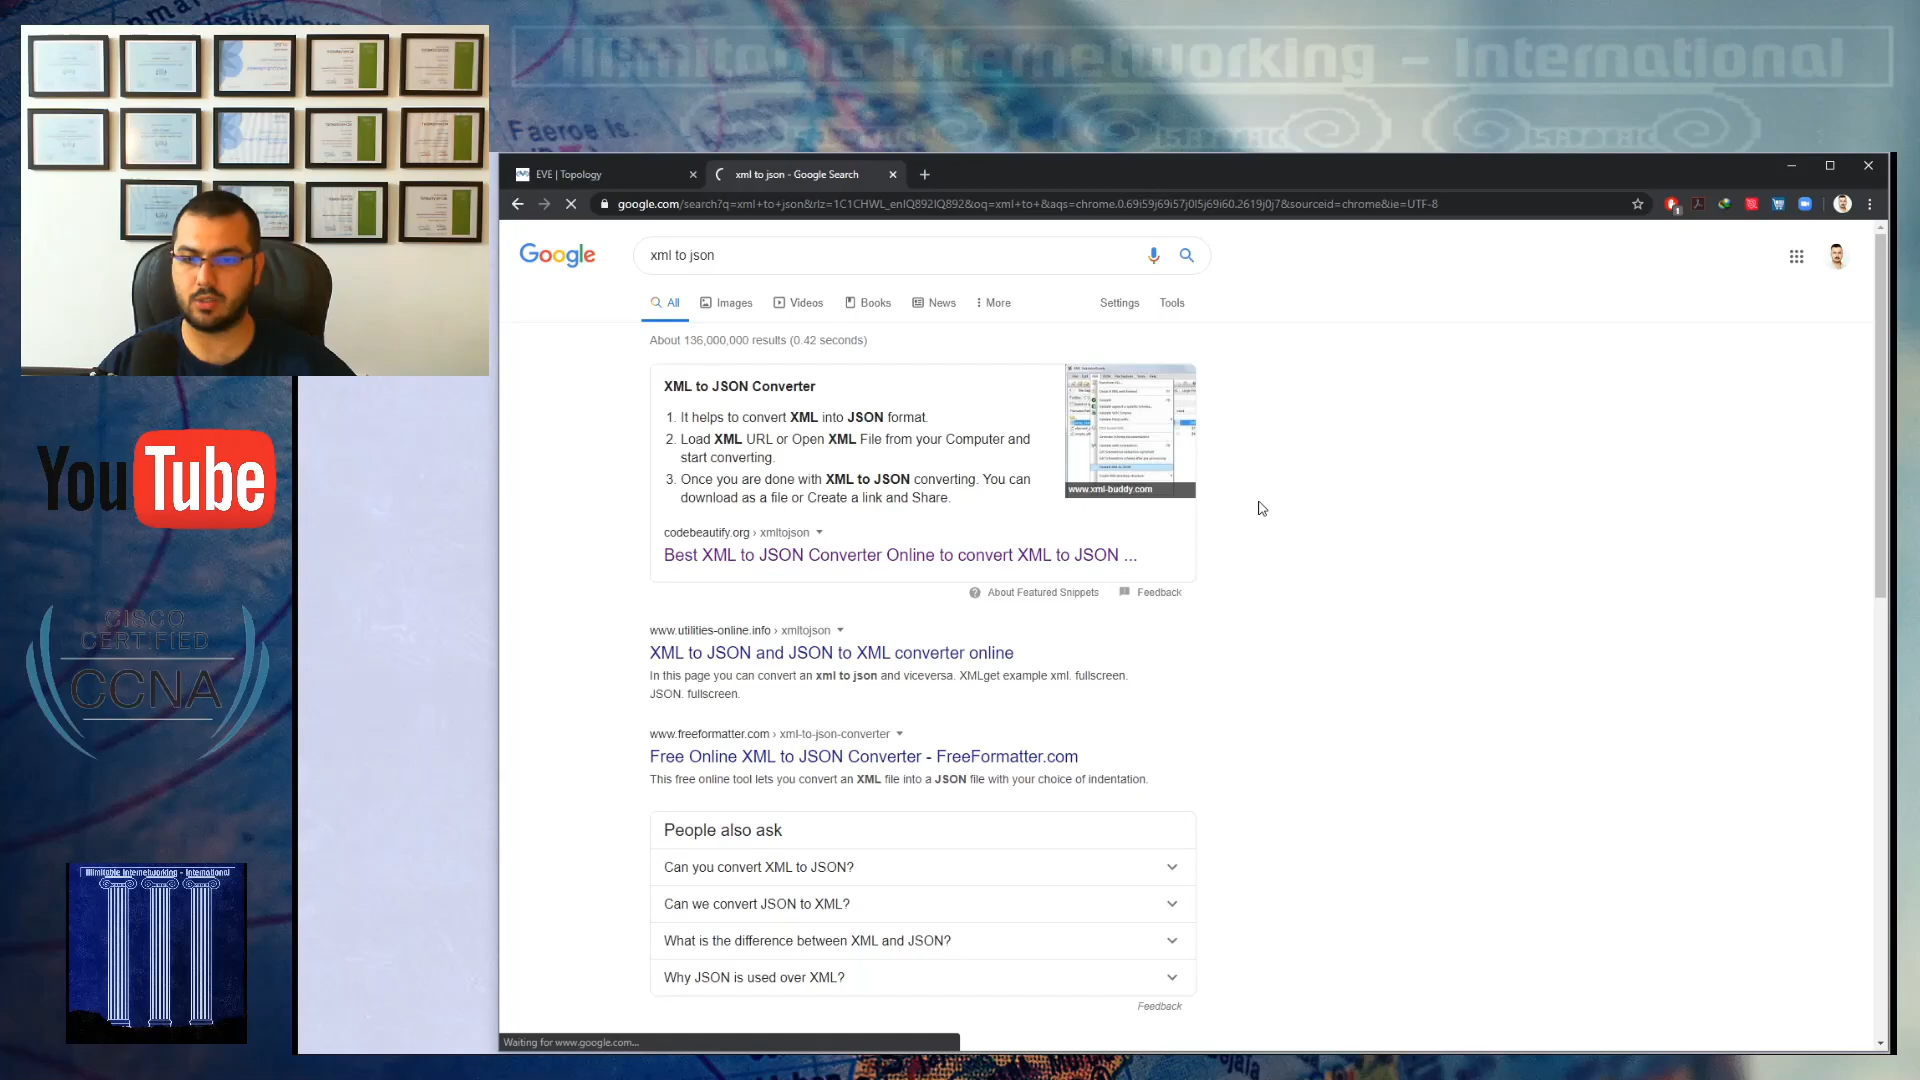 Illimitable Internetworking - International
Faeroe Is.
EVE | Topology
xml to json - Google Search
google.com/search?q=xml+to+json&rlz=1C1CHWL_enIQ892IQ892&oq=xml+to+&aqs=chrome.0.69i59j69i57j0l5j69i60.2619j0j7&sourceid=chrome&ie=UTF-8
Google
xml to json
All
Images
Videos
Books
News
More
Settings
Tools
About 136,000,000 results (0.42 seconds)
XML to JSON Converter
1. It helps to convert XML into JSON format.
2. Load XML URL or Open XML File from your Computer and
start converting.
3. Once you are done with XML to JSON converting. You can
download as a file or Create a link and Share.
www.xml-buddy.com
codebeautify.org › xmltojson
Best XML to JSON Converter Online to convert XML to JSON ...
About Featured Snippets
Feedback
www.utilities-online.info › xmltojson
XML to JSON and JSON to XML converter online
In this page you can convert an xml to json and viceversa. XMLget example xml. fullscreen.
JSON. fullscreen.
www.freeformatter.com › xml-to-json-converter
Free Online XML to JSON Converter - FreeFormatter.com
This free online tool lets you convert an XML file into a JSON file with your choice of indentation.
People also ask
Can you convert XML to JSON?
Can we convert JSON to XML?
What is the difference between XML and JSON?
Why JSON is used over XML?
Feedback
Waiting for www.google.com...
YouTube
CISCO
CERTIFIED
CCNA
Illimitable Internetworking - International